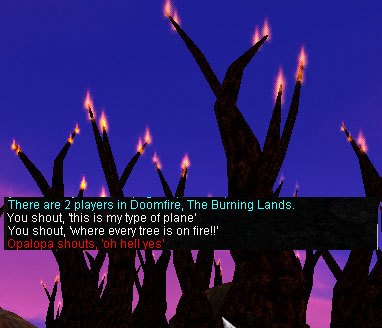 There are 2 players in Doomfire, The Burning Lands.
You shout, 'this is my type of plane'
You shout, 'where every tree is on fire!!'
Opalopa shouts, 'oh hell yes'